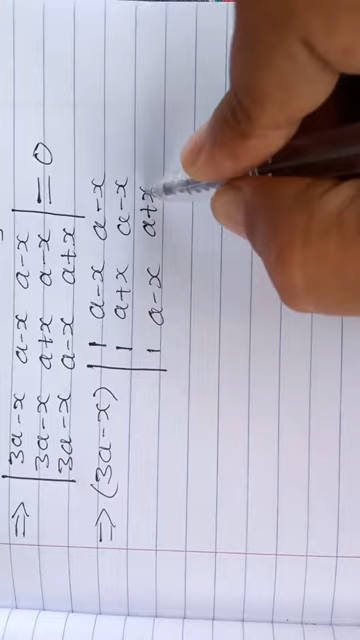 ⇒ | 3a-x a-x a-x | = 0
| 3a-x a+x a-x |
| 3a-x a-x a+x |
⇒ (3a-x) | 1 a-x a-x
| 1 a+x a-x
| 1 a-x a+x